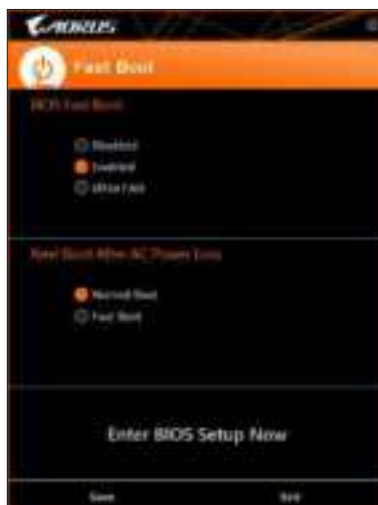 AORUS
Fast Boot
BIOS Fast Boot
Disabled
Enabled
Ultra Fast
Next Boot After AC Power Loss
Normal Boot
Fast Boot
Enter BIOS Setup Now
Save
Exit